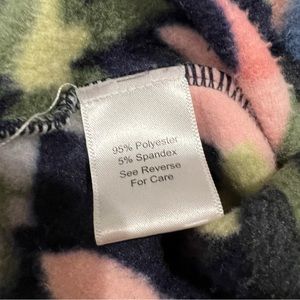 95% Polyester
5% Spandex
See Reverse
For Care